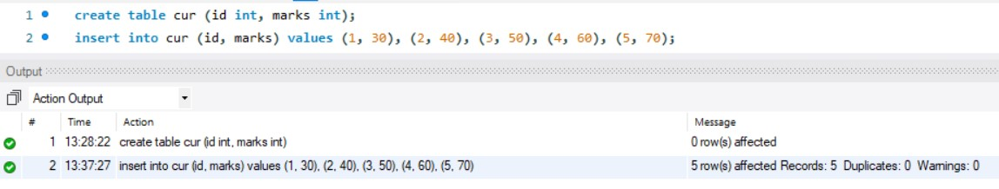 1 create table cur (id int, marks int);
2 insert into cur (id, marks) values (1, 30), (2, 40), (3, 50), (4, 60), (5, 70);
Output
Action Output
# Time Action Message
1 13:28:22 create table cur (id int, marks int) 0 row(s) affected
2 13:37:27 insert into cur (id, marks) values (1, 30), (2, 40), (3, 50), (4, 60), (5, 70) 5 row(s) affected Records: 5 Duplicates: 0 Warnings: 0